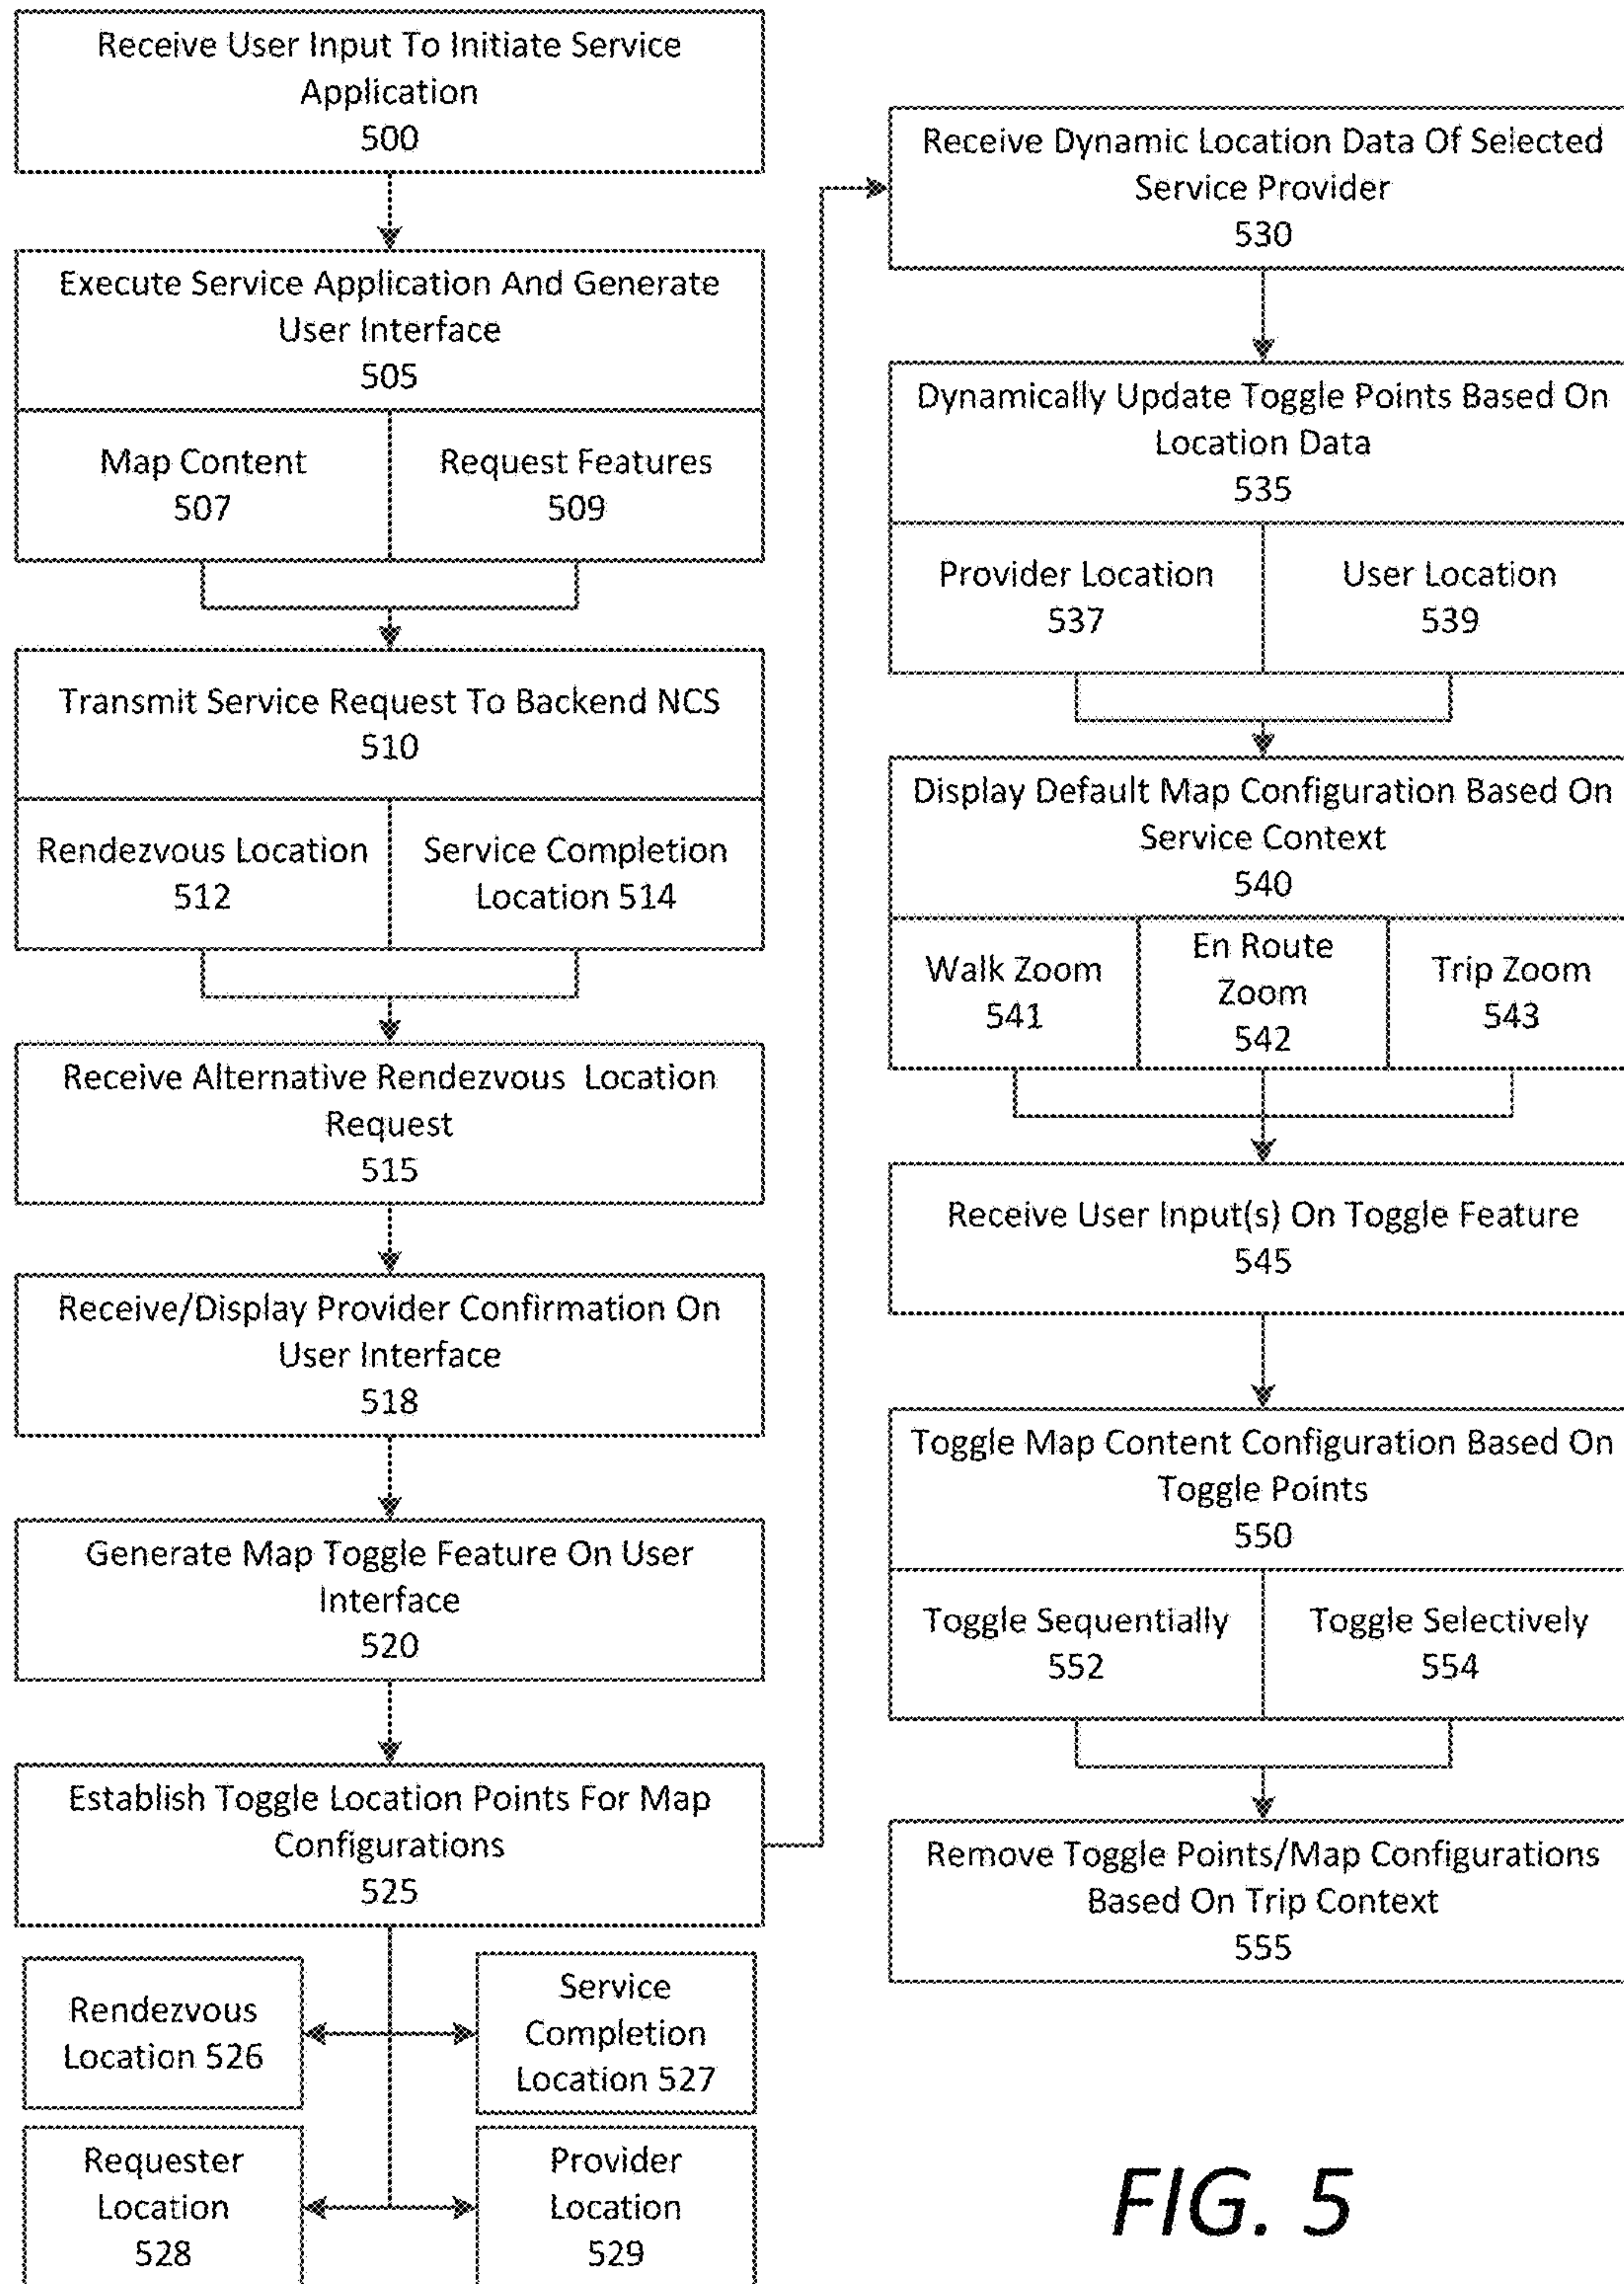 Receive User Input To Initiate Service
Application
500
Execute Service Application And Generate
User Interface
505
Map Content
507
Request Features
509
Transmit Service Request To Backend NCS
510
Rendezvous Location
512
Service Completion
Location 514
Receive Alternative Rendezvous Location
Request
515
Receive/Display Provider Confirmation On
User Interface
518
Generate Map Toggle Feature On User
Interface
520
Establish Toggle Location Points For Map
Configurations
525
Rendezvous
Location 526
Service
Completion
Location 527
Requester
Location
528
Provider
Location
529
Receive Dynamic Location Data Of Selected
Service Provider
530
Dynamically Update Toggle Points Based On
Location Data
535
Provider Location
537
User Location
539
Display Default Map Configuration Based On
Service Context
540
Walk Zoom
541
En Route
Zoom
542
Trip Zoom
543
Receive User Input(s) On Toggle Feature
545
Toggle Map Content Configuration Based On
Toggle Points
550
Toggle Sequentially
552
Toggle Selectively
554
Remove Toggle Points/Map Configurations
Based On Trip Context
555
FIG. 5